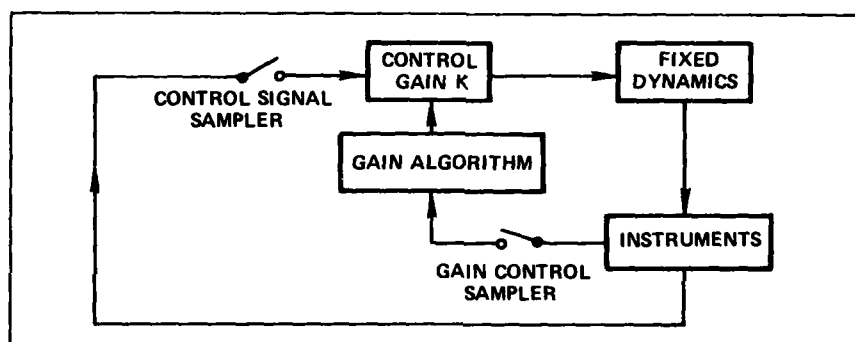 CONTROL
GAIN K
FIXED
DYNAMICS
CONTROL SIGNAL
SAMPLER
GAIN ALGORITHM
INSTRUMENTS
GAIN CONTROL
SAMPLER